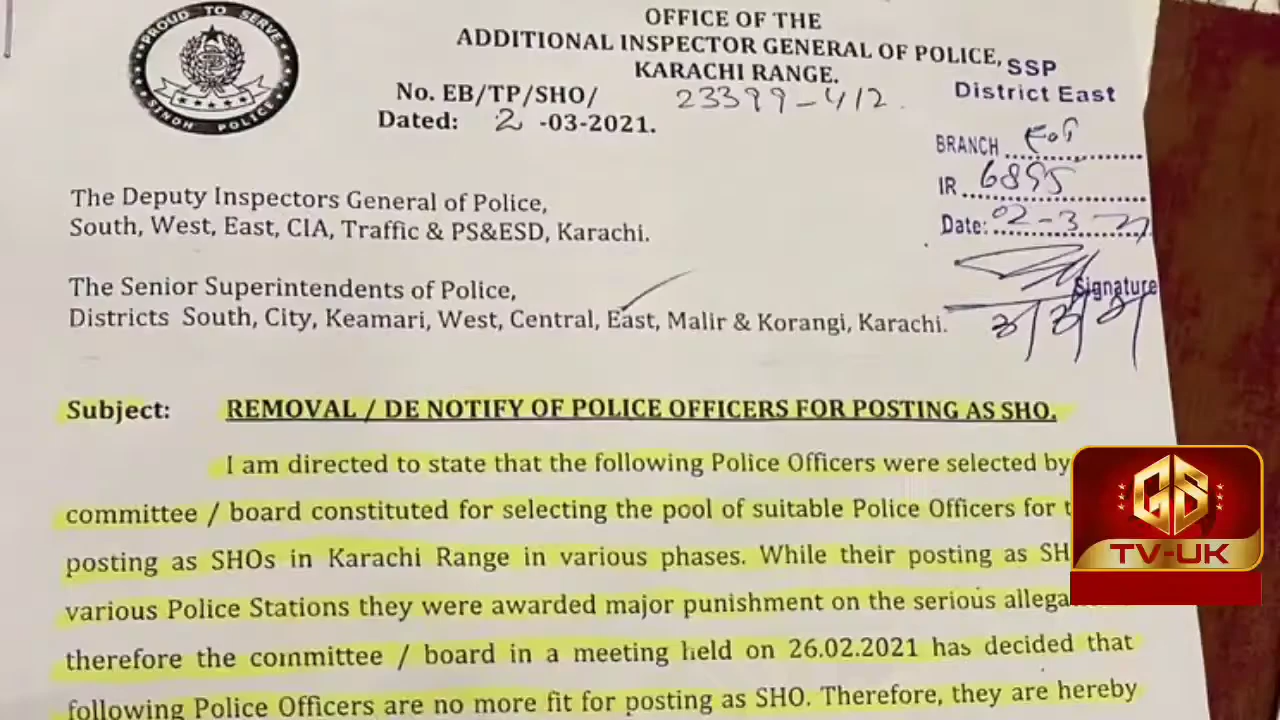 PROUD TO SERVE
SINDH POLICE
OFFICE OF THE
ADDITIONAL INSPECTOR GENERAL OF POLICE,
KARACHI RANGE.
No. EB/TP/SHO/ 23399-412
Dated: 2 -03-2021.
SSP
District East
BRANCH
IR 6895
Date: 02-3-21
Signature
The Deputy Inspectors General of Police,
South, West, East, CIA, Traffic & PS&ESD, Karachi.
The Senior Superintendents of Police,
Districts South, City, Keamari, West, Central, East, Malir & Korangi, Karachi.
Subject: REMOVAL / DE NOTIFY OF POLICE OFFICERS FOR POSTING AS SHO.
I am directed to state that the following Police Officers were selected by
committee / board constituted for selecting the pool of suitable Police Officers for
posting as SHOs in Karachi Range in various phases. While their posting as
various Police Stations they were awarded major punishment on the serious
therefore the committee / board in a meeting held on 26.02.2021 has decided that
following Police Officers are no more fit for posting as SHO. Therefore, they are hereby
GS
TV-UK